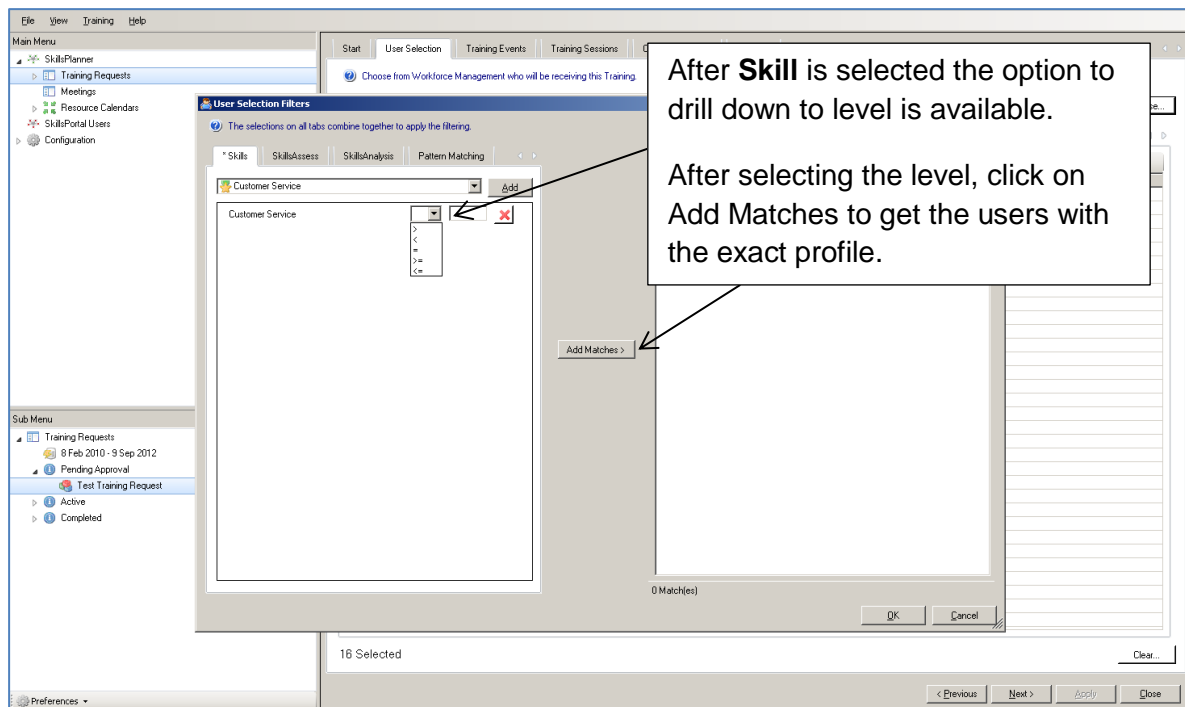 File View Training Help
Main Menu
SkillsPlanner
Training Requests
Meetings
Resource Calendars
SkillsPortal Users
Configuration
Start User Selection Training Events Training Sessions
Choose from Workforce Management who will be receiving this Training.
After Skill is selected the option to
drill down to level is available.
After selecting the level, click on
Add Matches to get the users with
the exact profile.
User Selection Filters
The selections on all tabs combine together to apply the filtering.
* Skills SkillsAssess SkillsAnalysis Pattern Matching
Customer Service Add
Customer Service
>
<
=
>=
<=
Add Matches >
0 Match(es)
OK Cancel
Sub Menu
Training Requests
8 Feb 2010 - 9 Sep 2012
Pending Approval
Test Training Request
Active
Completed
16 Selected Clear...
Preferences
< Previous Next > Apply Close